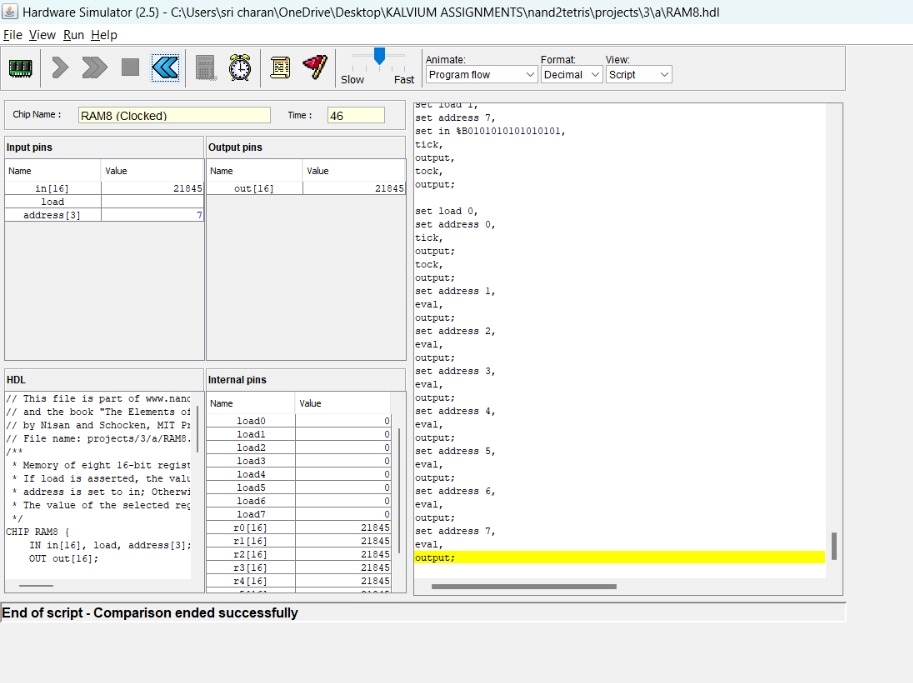 Hardware Simulator (2.5) - C:\Users\sri charan\OneDrive\Desktop\KALVIUM ASSIGNMENTS\nand2tetris\projects\3\a\RAM8.hdl
File View Run Help
Slow Fast
Animate:
Program flow
Format:
Decimal
View:
Script
Chip Name :
RAM8 (Clocked)
Time :
46
Input pins
Name Value
in[16] 21845
load
address[3] 7
Output pins
Name Value
out[16] 21845
HDL
// This file is part of www.nand
// and the book "The Elements of
// by Nisan and Schocken, MIT Pr
// File name: projects/3/a/RAM8.
/**
* Memory of eight 16-bit regist
* If load is asserted, the valu
* address is set to in; Otherwi
* The value of the selected reg
*/
CHIP RAM8 {
IN in[16], load, address[3];
OUT out[16];
Internal pins
Name Value
load0 0
load1 0
load2 0
load3 0
load4 0
load5 0
load6 0
load7 0
r0[16] 21845
r1[16] 21845
r2[16] 21845
r3[16] 21845
r4[16] 21845
set load 1,
set address 7,
set in %B0101010101010101,
tick,
output,
tock,
output;
set load 0,
set address 0,
tick,
output;
tock,
output;
set address 1,
eval,
output;
set address 2,
eval,
output;
set address 3,
eval,
output;
set address 4,
eval,
output;
set address 5,
eval,
output;
set address 6,
eval,
output;
set address 7,
eval,
output;
End of script - Comparison ended successfully